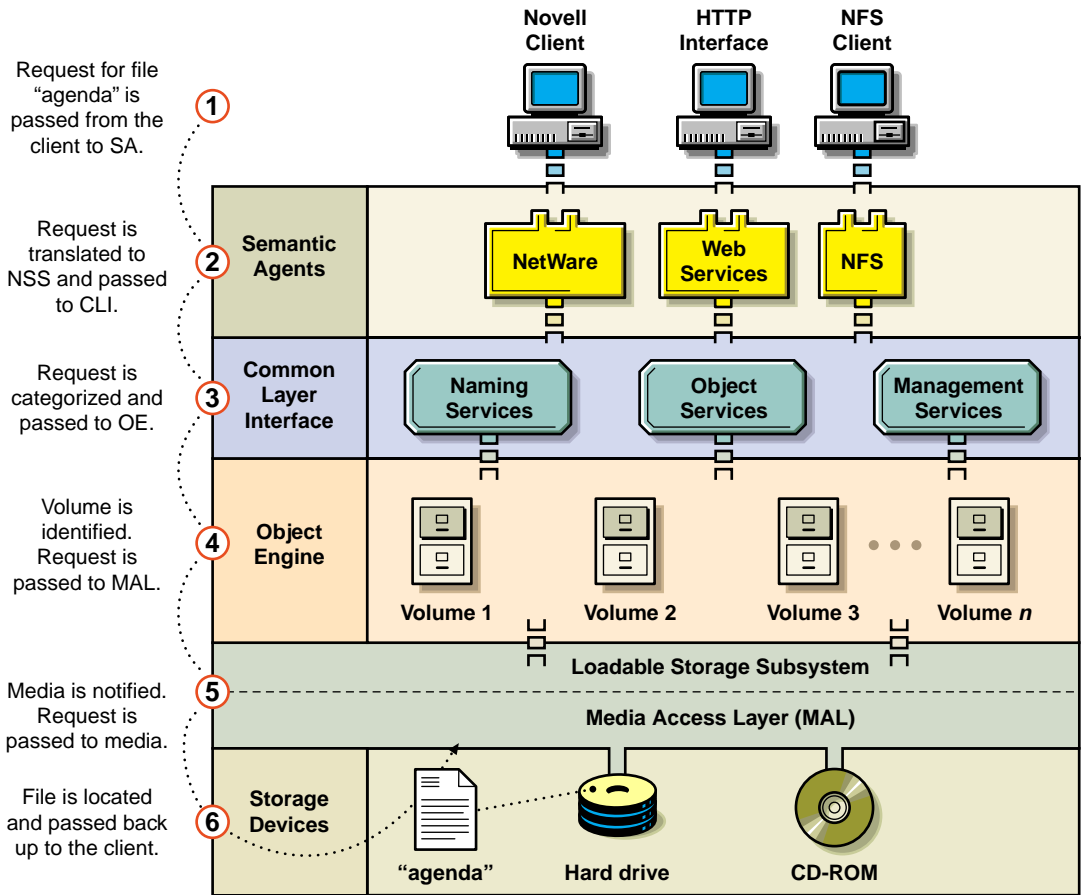 Novell
Client
HTTP
Interface
NFS
Client
Request for file
“agenda” is
passed from the
client to SA.
1
Request is
translated to
NSS and passed
to CLI.
2
Semantic
Agents
NetWare
Web
Services
NFS
Request is
categorized and
passed to OE.
3
Common
Layer
Interface
Naming
Services
Object
Services
Management
Services
Volume is
identified.
Request is
passed to MAL.
4
Object
Engine
Volume 1
Volume 2
Volume 3
Volume n
Loadable Storage Subsystem
Media is notified.
Request is
passed to media.
5
Media Access Layer (MAL)
File is located
and passed back
up to the client.
6
Storage
Devices
“agenda”
Hard drive
CD-ROM